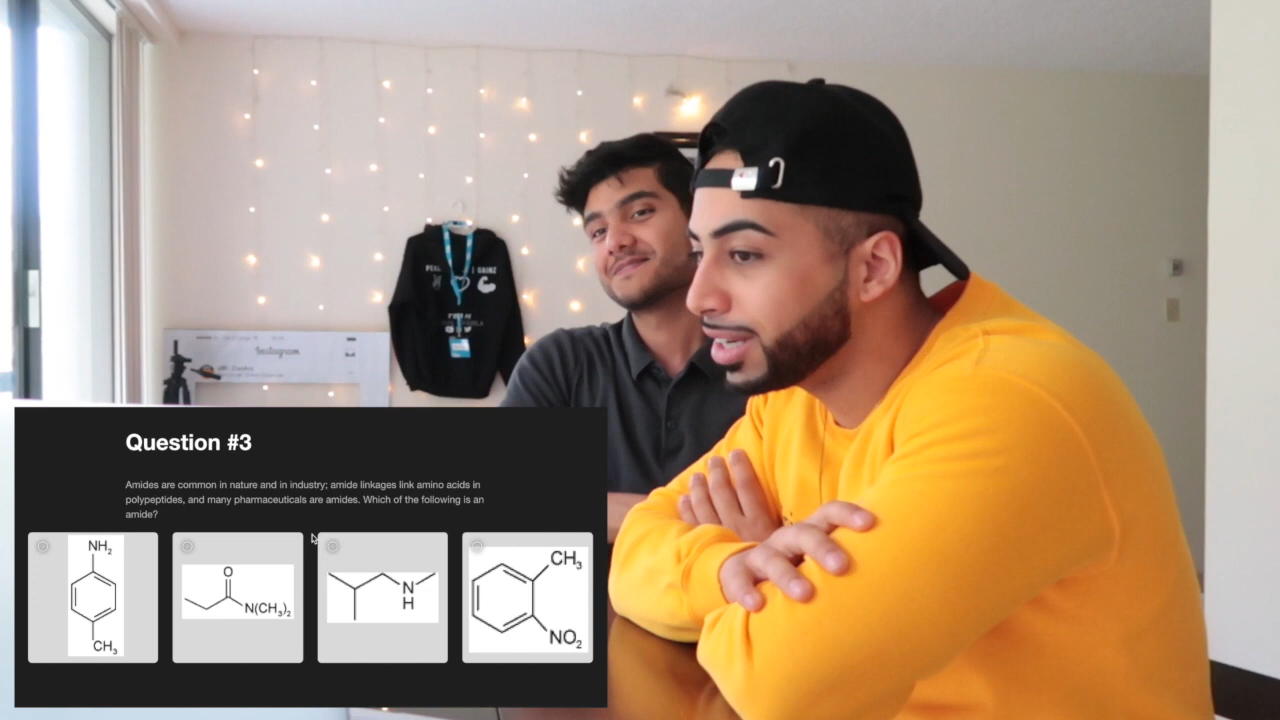 Instagram
Question #3
Amides are common in nature and in industry; amide linkages link amino acids in
polypeptides, and many pharmaceuticals are amides. Which of the following is an
amide?
NH2
CH3
O
N(CH3)2
N
H
CH3
NO2